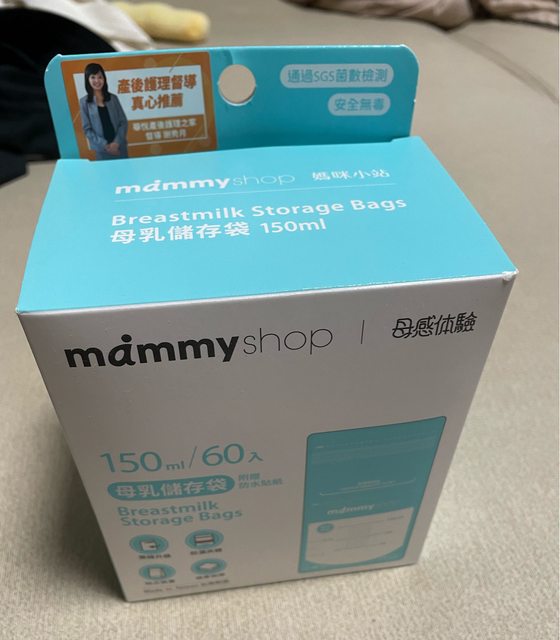 產後護理督導
真心推薦
通過SGS菌數檢測
安全無毒
mammyshop 媽咪小站
Breastmilk Storage Bags
母乳儲存袋 150ml
mammyshop | 母感体驗
150ml/60入
母乳儲存袋 附贈
防水貼紙
Breastmilk
Storage Bags
mammy